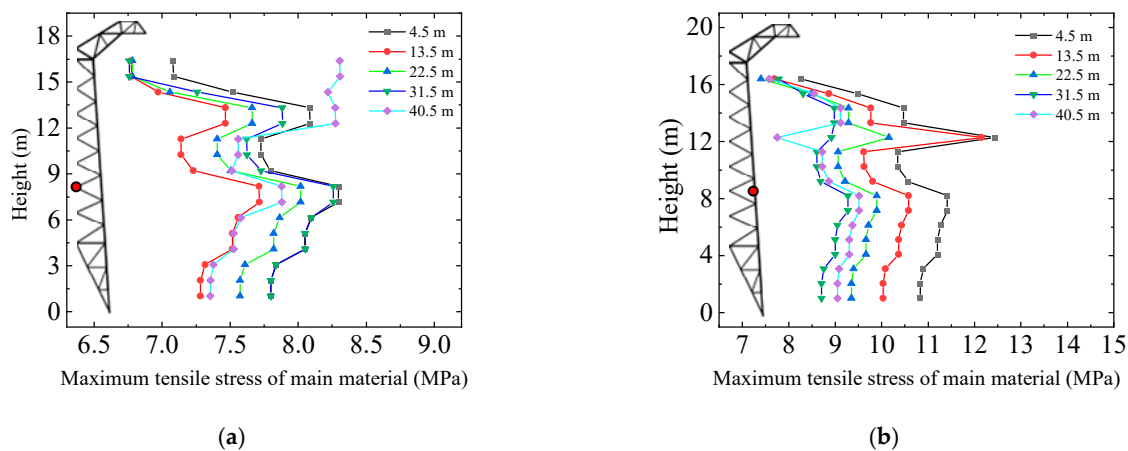 18
15
12
9
6
3
0
Height (m)
4.5 m
13.5 m
22.5 m
31.5 m
40.5 m
6.5 7.0 7.5 8.0 8.5 9.0
Maximum tensile stress of main material (MPa)
(a)
20
16
12
8
4
0
Height (m)
4.5 m
13.5 m
22.5 m
31.5 m
40.5 m
7 8 9 10 11 12 13 14 15
Maximum tensile stress of main material (MPa)
(b)